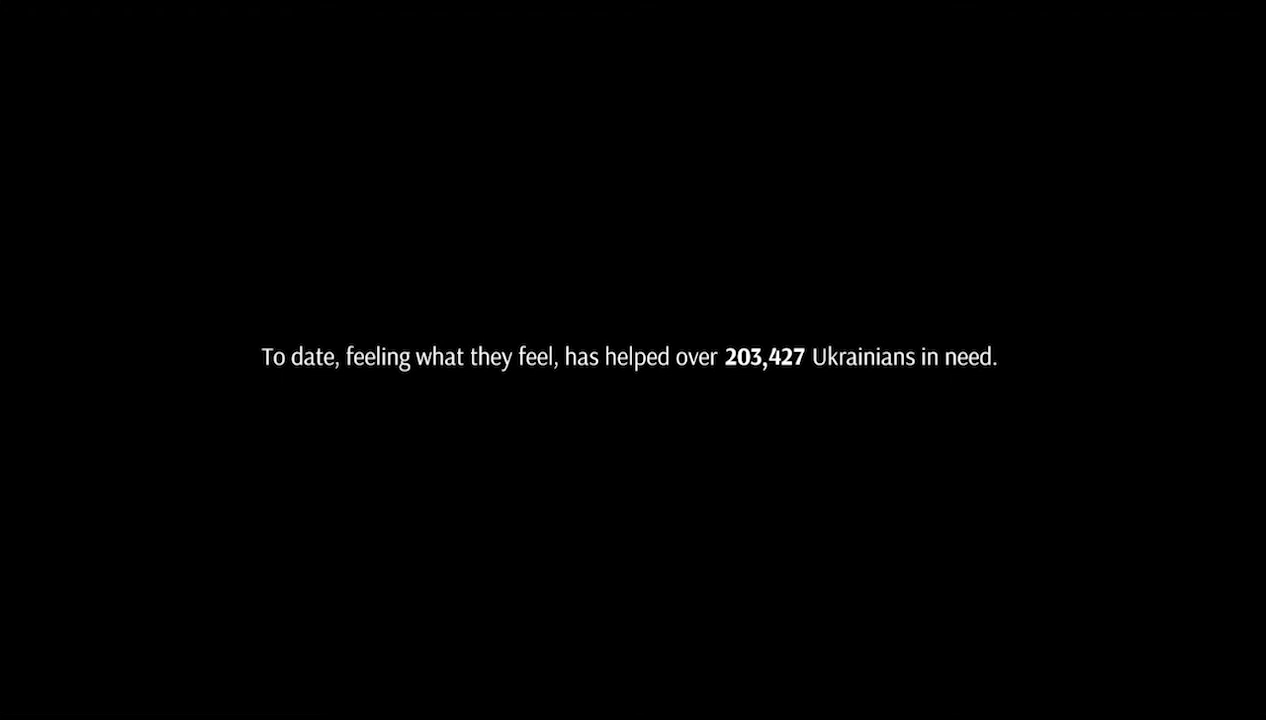 To date, feeling what they feel, has helped over 203,427 Ukrainians in need.